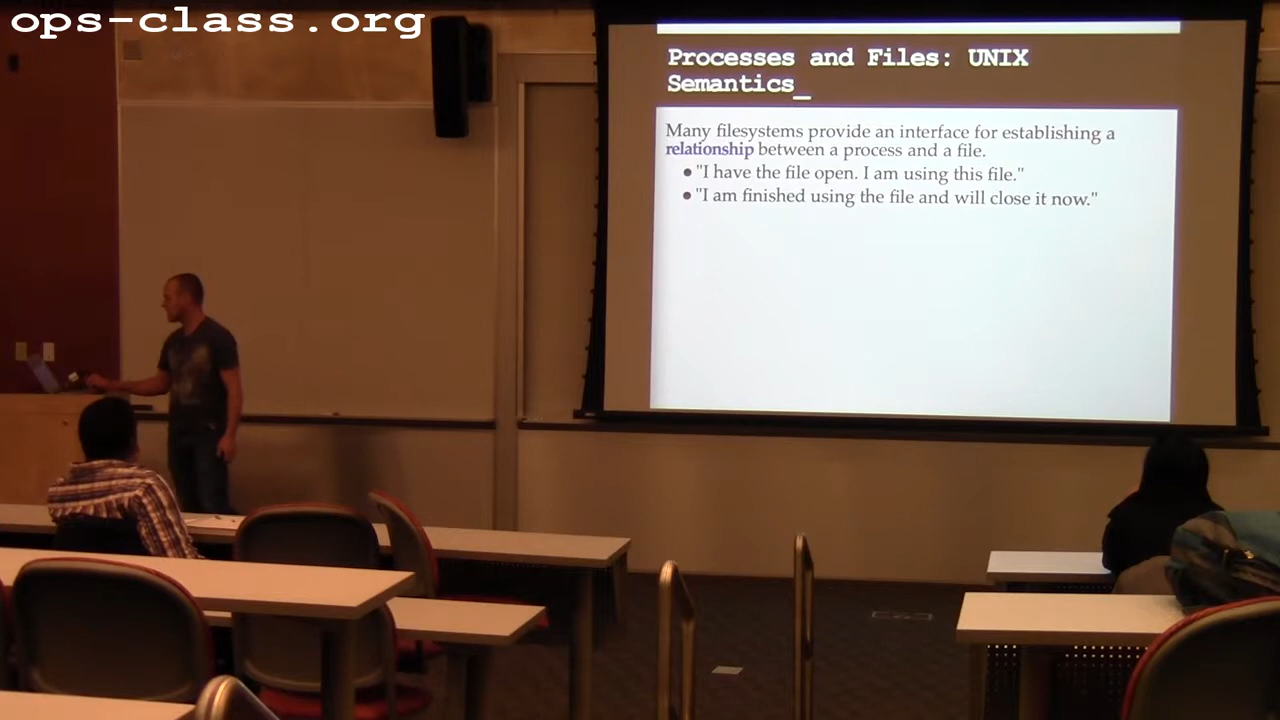 ops-class.org
Processes and Files: UNIX
Semantics_
Many filesystems provide an interface for establishing a
relationship between a process and a file.
● "I have the file open. I am using this file."
● "I am finished using the file and will close it now."